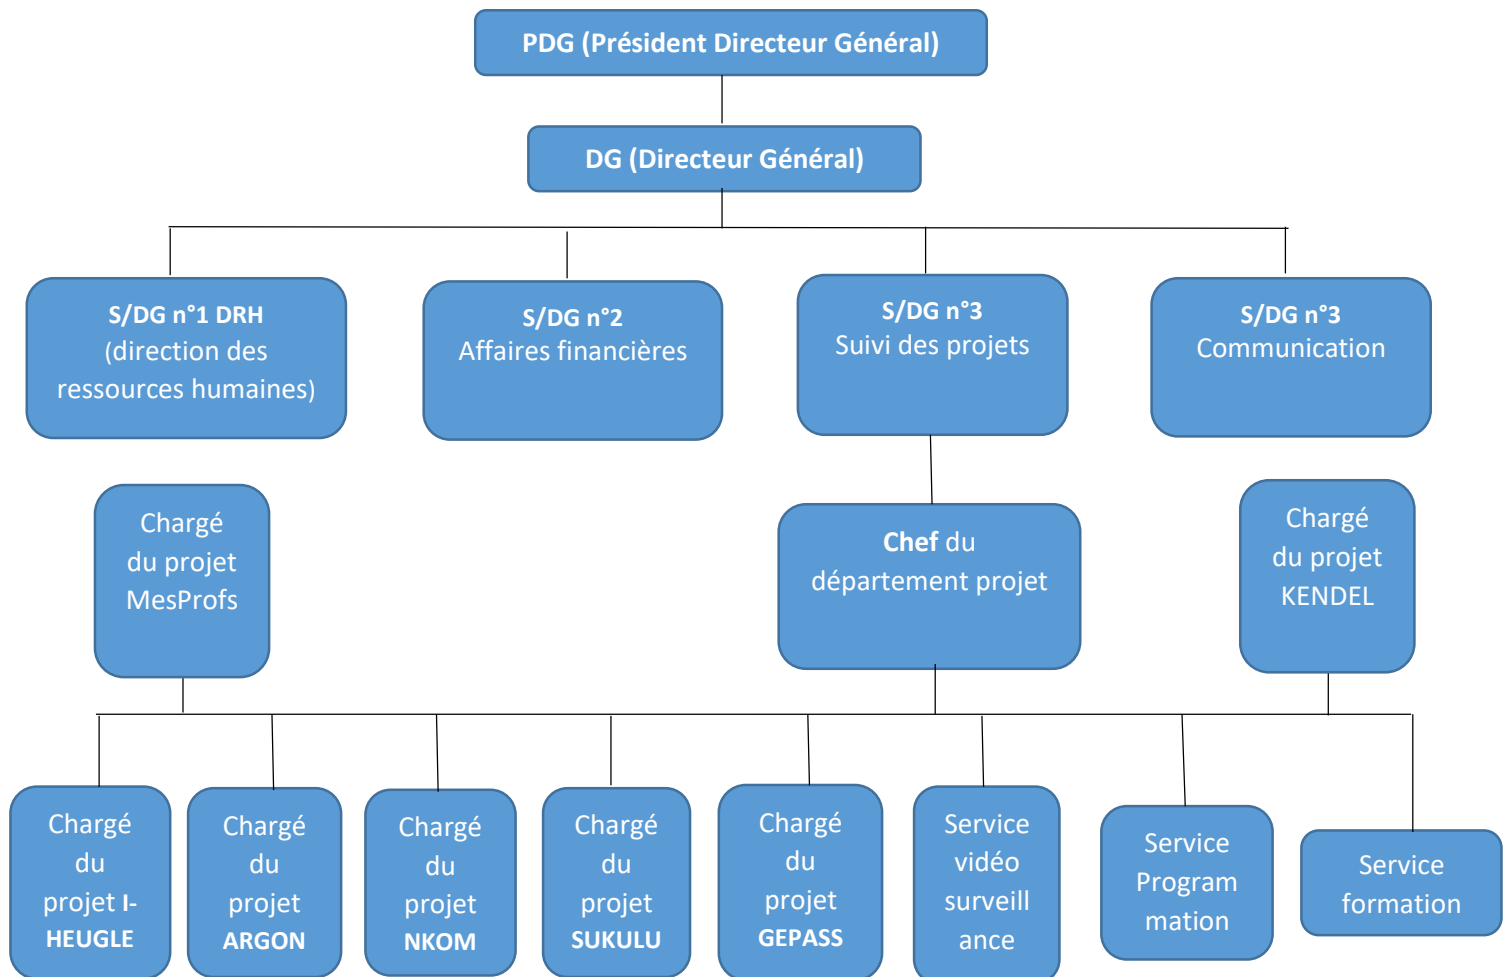 PDG (Président Directeur Général)
DG (Directeur Général)
S/DG n°1 DRH
(direction des
ressources humaines)
S/DG n°2
Affaires financières
S/DG n°3
Suivi des projets
S/DG n°3
Communication
Chargé
du projet
MesProfs
Chef du
département projet
Chargé
du projet
KENDEL
Chargé
du
projet I-
HEUGLE
Chargé
du
projet
ARGON
Chargé
du
projet
NKOM
Chargé
du
projet
SUKULU
Chargé
du
projet
GEPASS
Service
vidéo
surveill
ance
Service
Program
mation
Service
formation